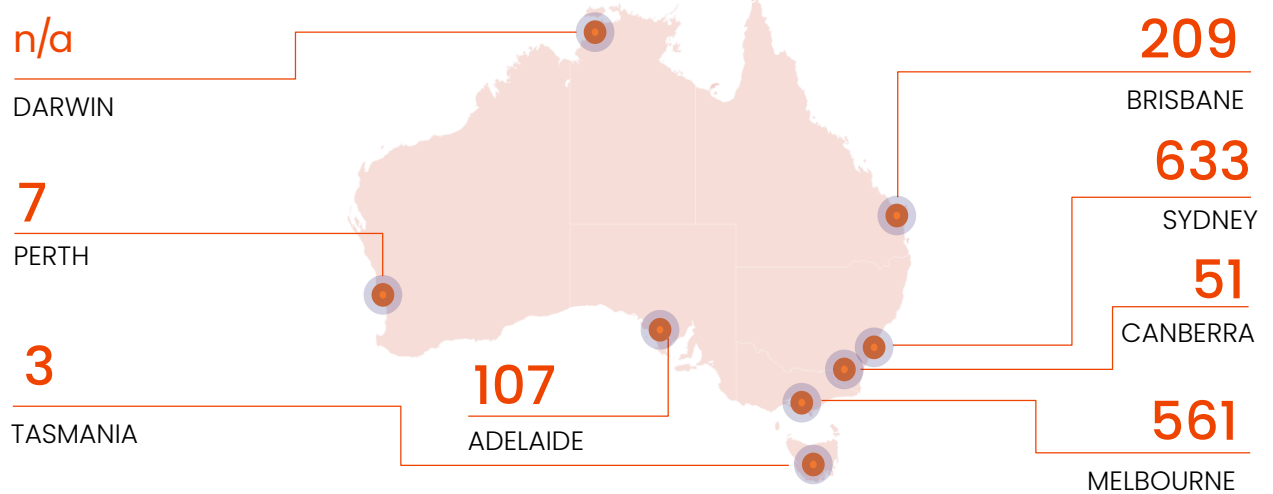 n/a
DARWIN
7
PERTH
3
TASMANIA
107
ADELAIDE
209
BRISBANE
633
SYDNEY
51
CANBERRA
561
MELBOURNE